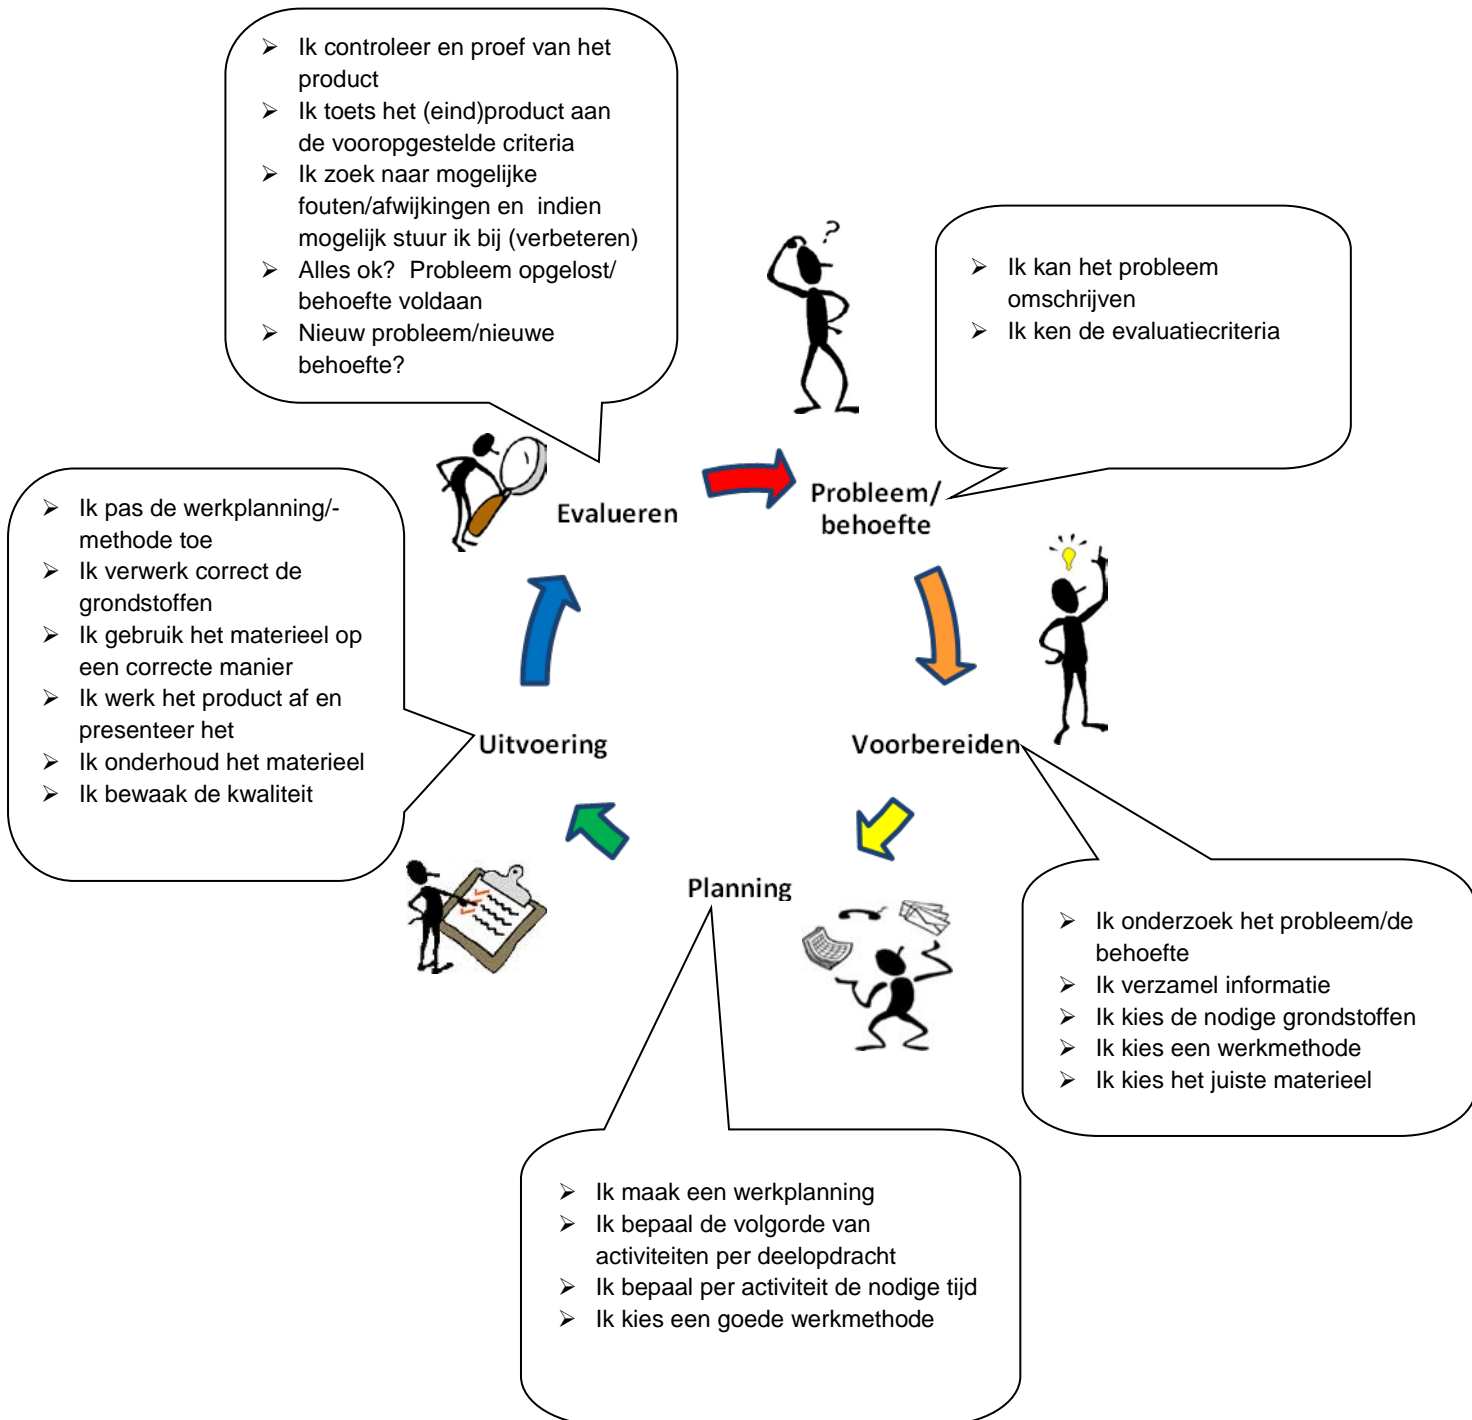 ➢ Ik controleer en proef van het
product
➢ Ik toets het (eind)product aan
de vooropgestelde criteria
➢ Ik zoek naar mogelijke
fouten/afwijkingen en  indien
mogelijk stuur ik bij (verbeteren)
➢ Alles ok?  Probleem opgelost/
behoefte voldaan
➢ Nieuw probleem/nieuwe
behoefte?
?
➢ Ik kan het probleem
omschrijven
➢ Ik ken de evaluatiecriteria
Evalueren
Probleem/
behoefte
➢ Ik pas de werkplanning/-
methode toe
➢ Ik verwerk correct de
grondstoffen
➢ Ik gebruik het materieel op
een correcte manier
➢ Ik werk het product af en
presenteer het
➢ Ik onderhoud het materieel
➢ Ik bewaak de kwaliteit
Uitvoering
Voorbereiden
Planning
➢ Ik onderzoek het probleem/de
behoefte
➢ Ik verzamel informatie
➢ Ik kies de nodige grondstoffen
➢ Ik kies een werkmethode
➢ Ik kies het juiste materieel
➢ Ik maak een werkplanning
➢ Ik bepaal de volgorde van
activiteiten per deelopdracht
➢ Ik bepaal per activiteit de nodige tijd
➢ Ik kies een goede werkmethode